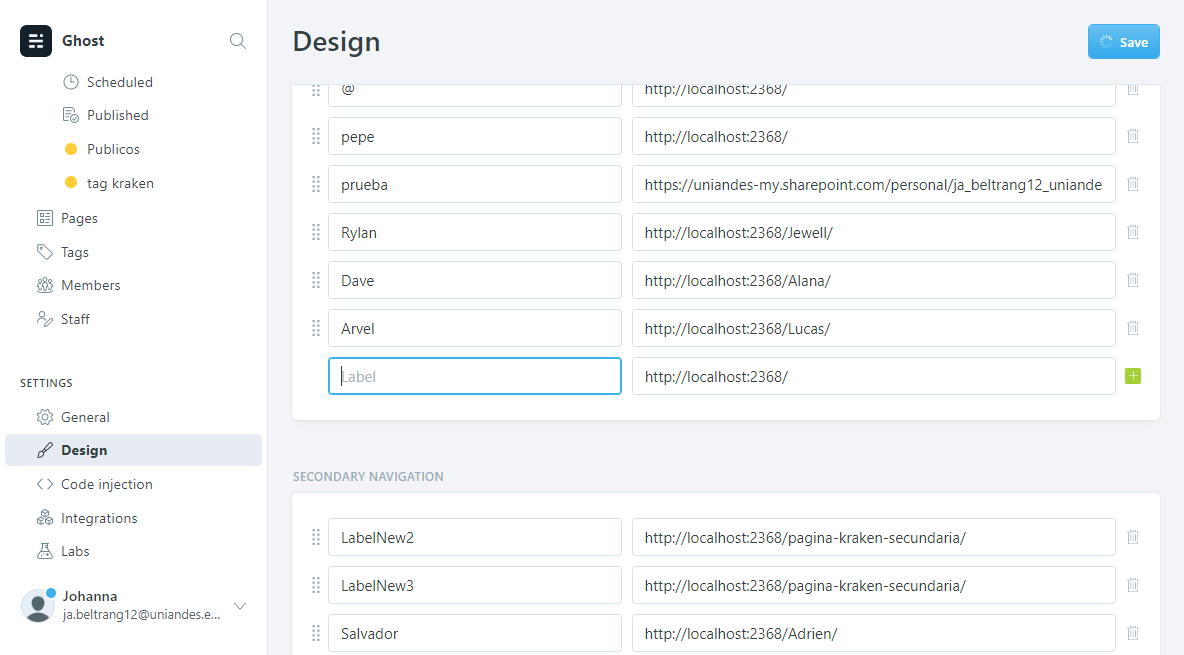 Ghost
Scheduled
Published
Publicos
tag kraken
Pages
Tags
Members
Staff
SETTINGS
General
Design
Code injection
Integrations
Labs
Johanna
ja.beltrang12@uniandes.e...
Design
Save
@ http://localhost:2368/
pepe http://localhost:2368/
prueba https://uniandes-my.sharepoint.com/personal/ja_beltrang12_uniande
Rylan http://localhost:2368/Jewell/
Dave http://localhost:2368/Alana/
Arvel http://localhost:2368/Lucas/
Label http://localhost:2368/
SECONDARY NAVIGATION
LabelNew2 http://localhost:2368/pagina-kraken-secundaria/
LabelNew3 http://localhost:2368/pagina-kraken-secundaria/
Salvador http://localhost:2368/Adrien/